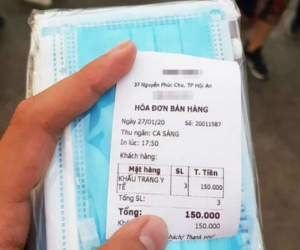 37 Nguyễn Phúc Chu, TP Hội An
HÓA ĐƠN BÁN HÀNG
Ngày 27/01/20 Số: 20011587
Thu ngân: CA SÁNG
In lúc: 17:50
Khách hàng:
Mặt hàng SL T. Tiền
KHẨU TRANG Y TẾ 3 150.000
Tổng SL: 3
Tổng: 150.000
150.000